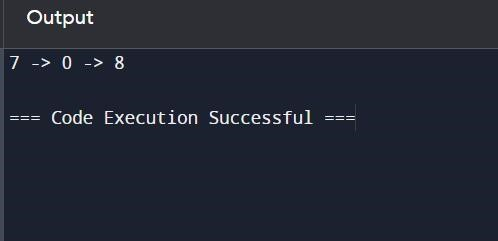 Output
7 -> 0 -> 8
=== Code Execution Successful ===